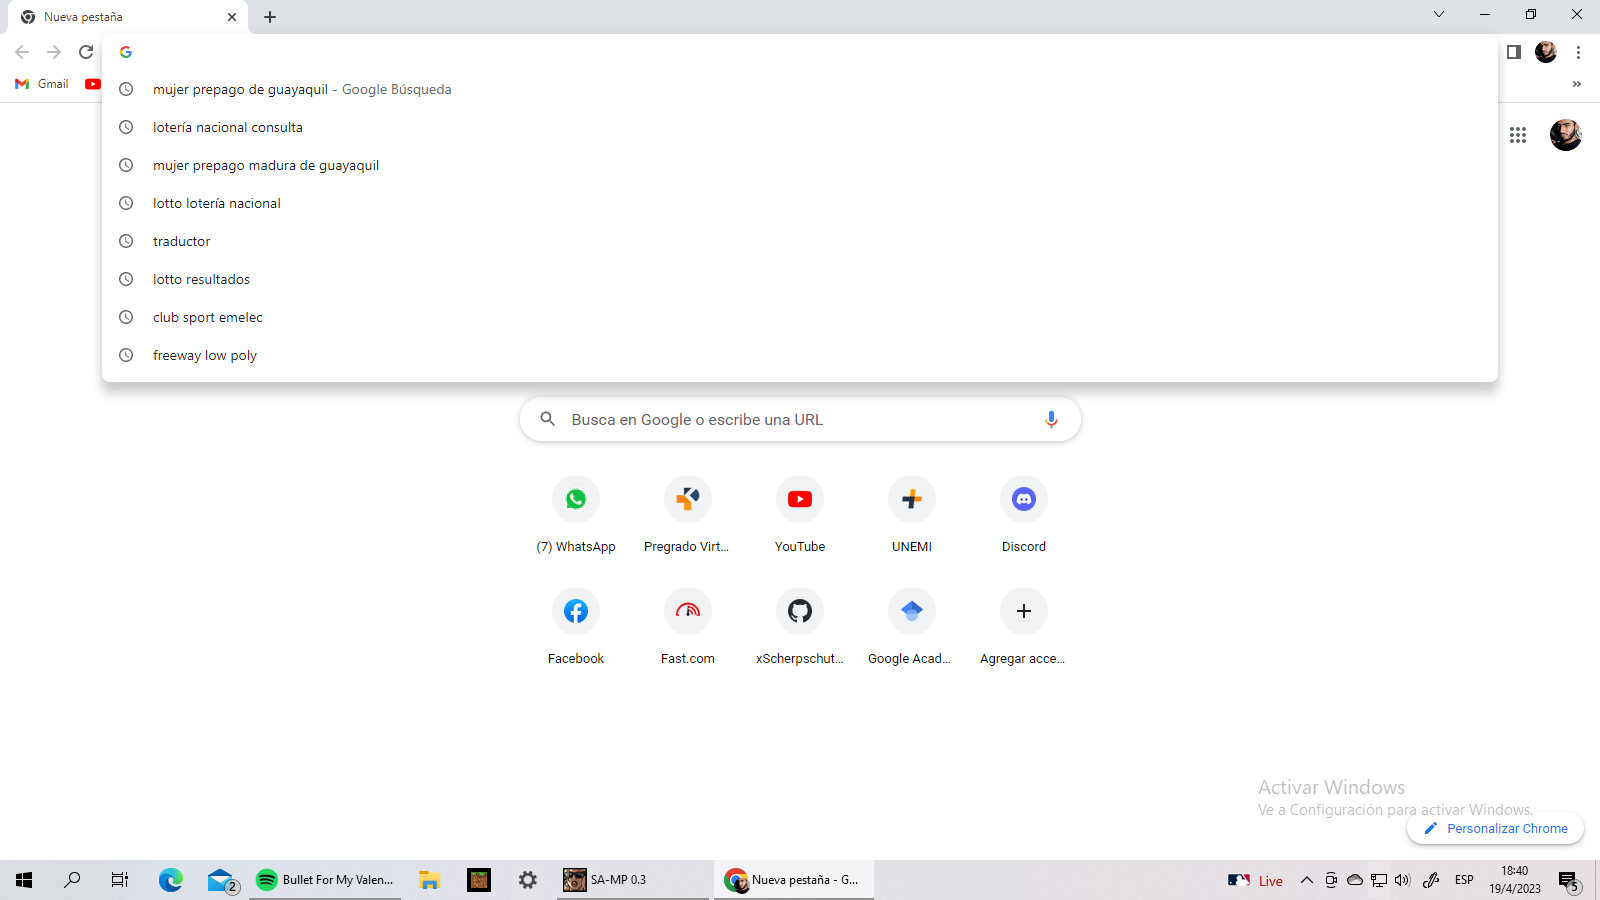 Nueva pestaña
Gmail
mujer prepago de guayaquil - Google Búsqueda
lotería nacional consulta
mujer prepago madura de guayaquil
lotto lotería nacional
traductor
lotto resultados
club sport emelec
freeway low poly
Busca en Google o escribe una URL
(7) WhatsApp
Pregrado Virt...
YouTube
UNEMI
Discord
Facebook
Fast.com
xScherpschut...
Google Acad...
Agregar acce...
Activar Windows
Ve a Configuración para activar Windows.
Personalizar Chrome
2
Bullet For My Valen...
SA-MP 0.3
Nueva pestaña - G...
Live
ESP
18:40
19/4/2023
5